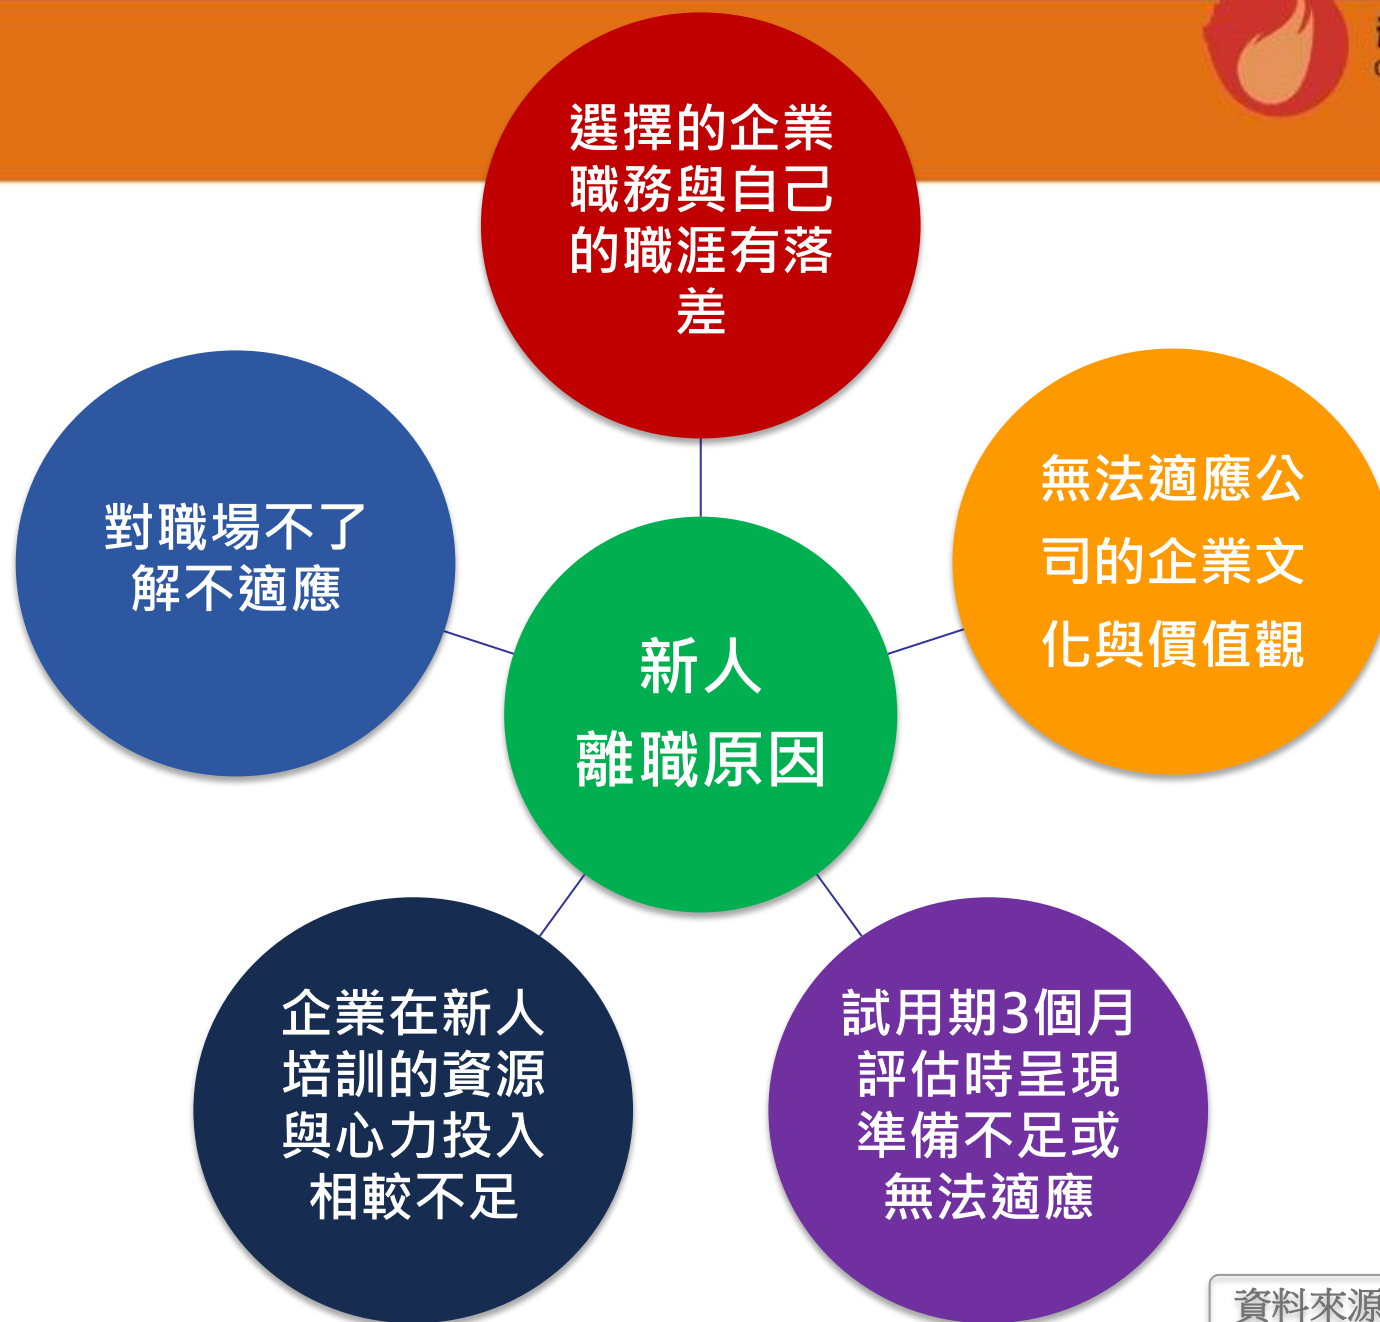 選擇的企業
職務與自己
的職涯有落
差
無法適應公
司的企業文
化與價值觀
對職場不了
解不適應
新人
離職原因
企業在新人
培訓的資源
與心力投入
相較不足
試用期3個月
評估時呈現
準備不足或
無法適應
資料來源